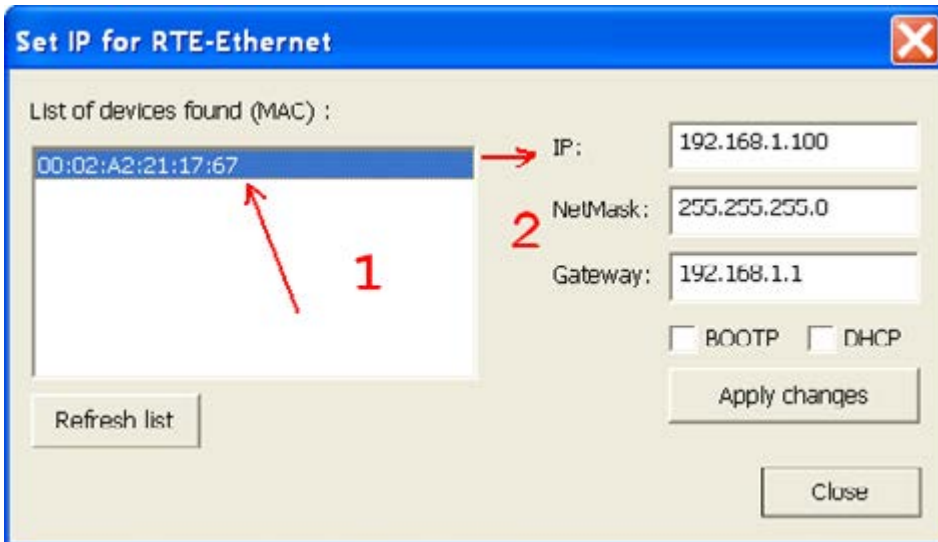 Set IP for RTE-Ethernet
List of devices found (MAC) :
00:02:A2:21:17:67
1
2
IP: 192.168.1.100
NetMask: 255.255.255.0
Gateway: 192.168.1.1
BOOTP DHCP
Apply changes
Refresh list
Close